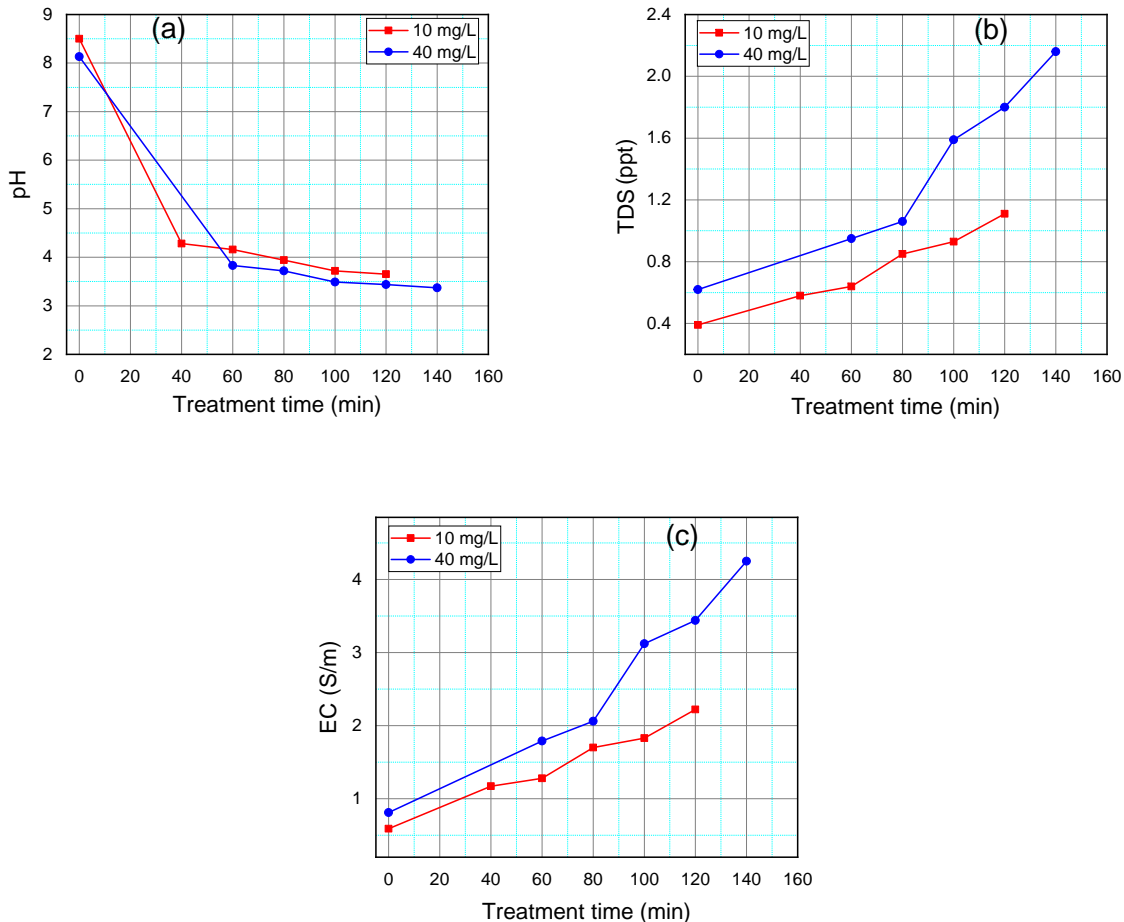 (a)
10 mg/L
40 mg/L
9
8
7
6
5
4
3
2
pH
0 20 40 60 80 100 120 140 160
Treatment time (min)
(b)
10 mg/L
40 mg/L
2.4
2.0
1.6
1.2
0.8
0.4
TDS (ppt)
0 20 40 60 80 100 120 140 160
Treatment time (min)
(c)
10 mg/L
40 mg/L
4
3
2
1
EC (S/m)
0 20 40 60 80 100 120 140 160
Treatment time (min)